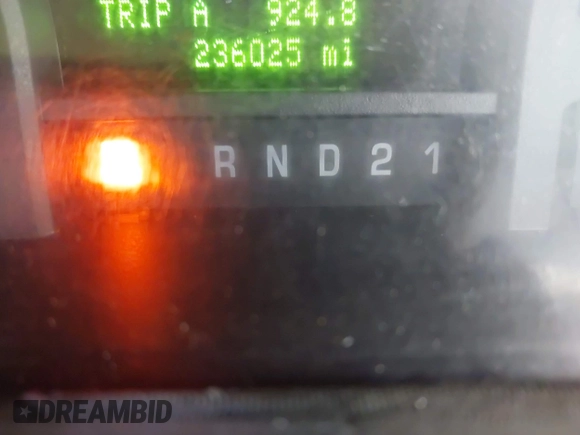 TRIP A 924.8
236025 mi
R N D 2 1
DREAMBID